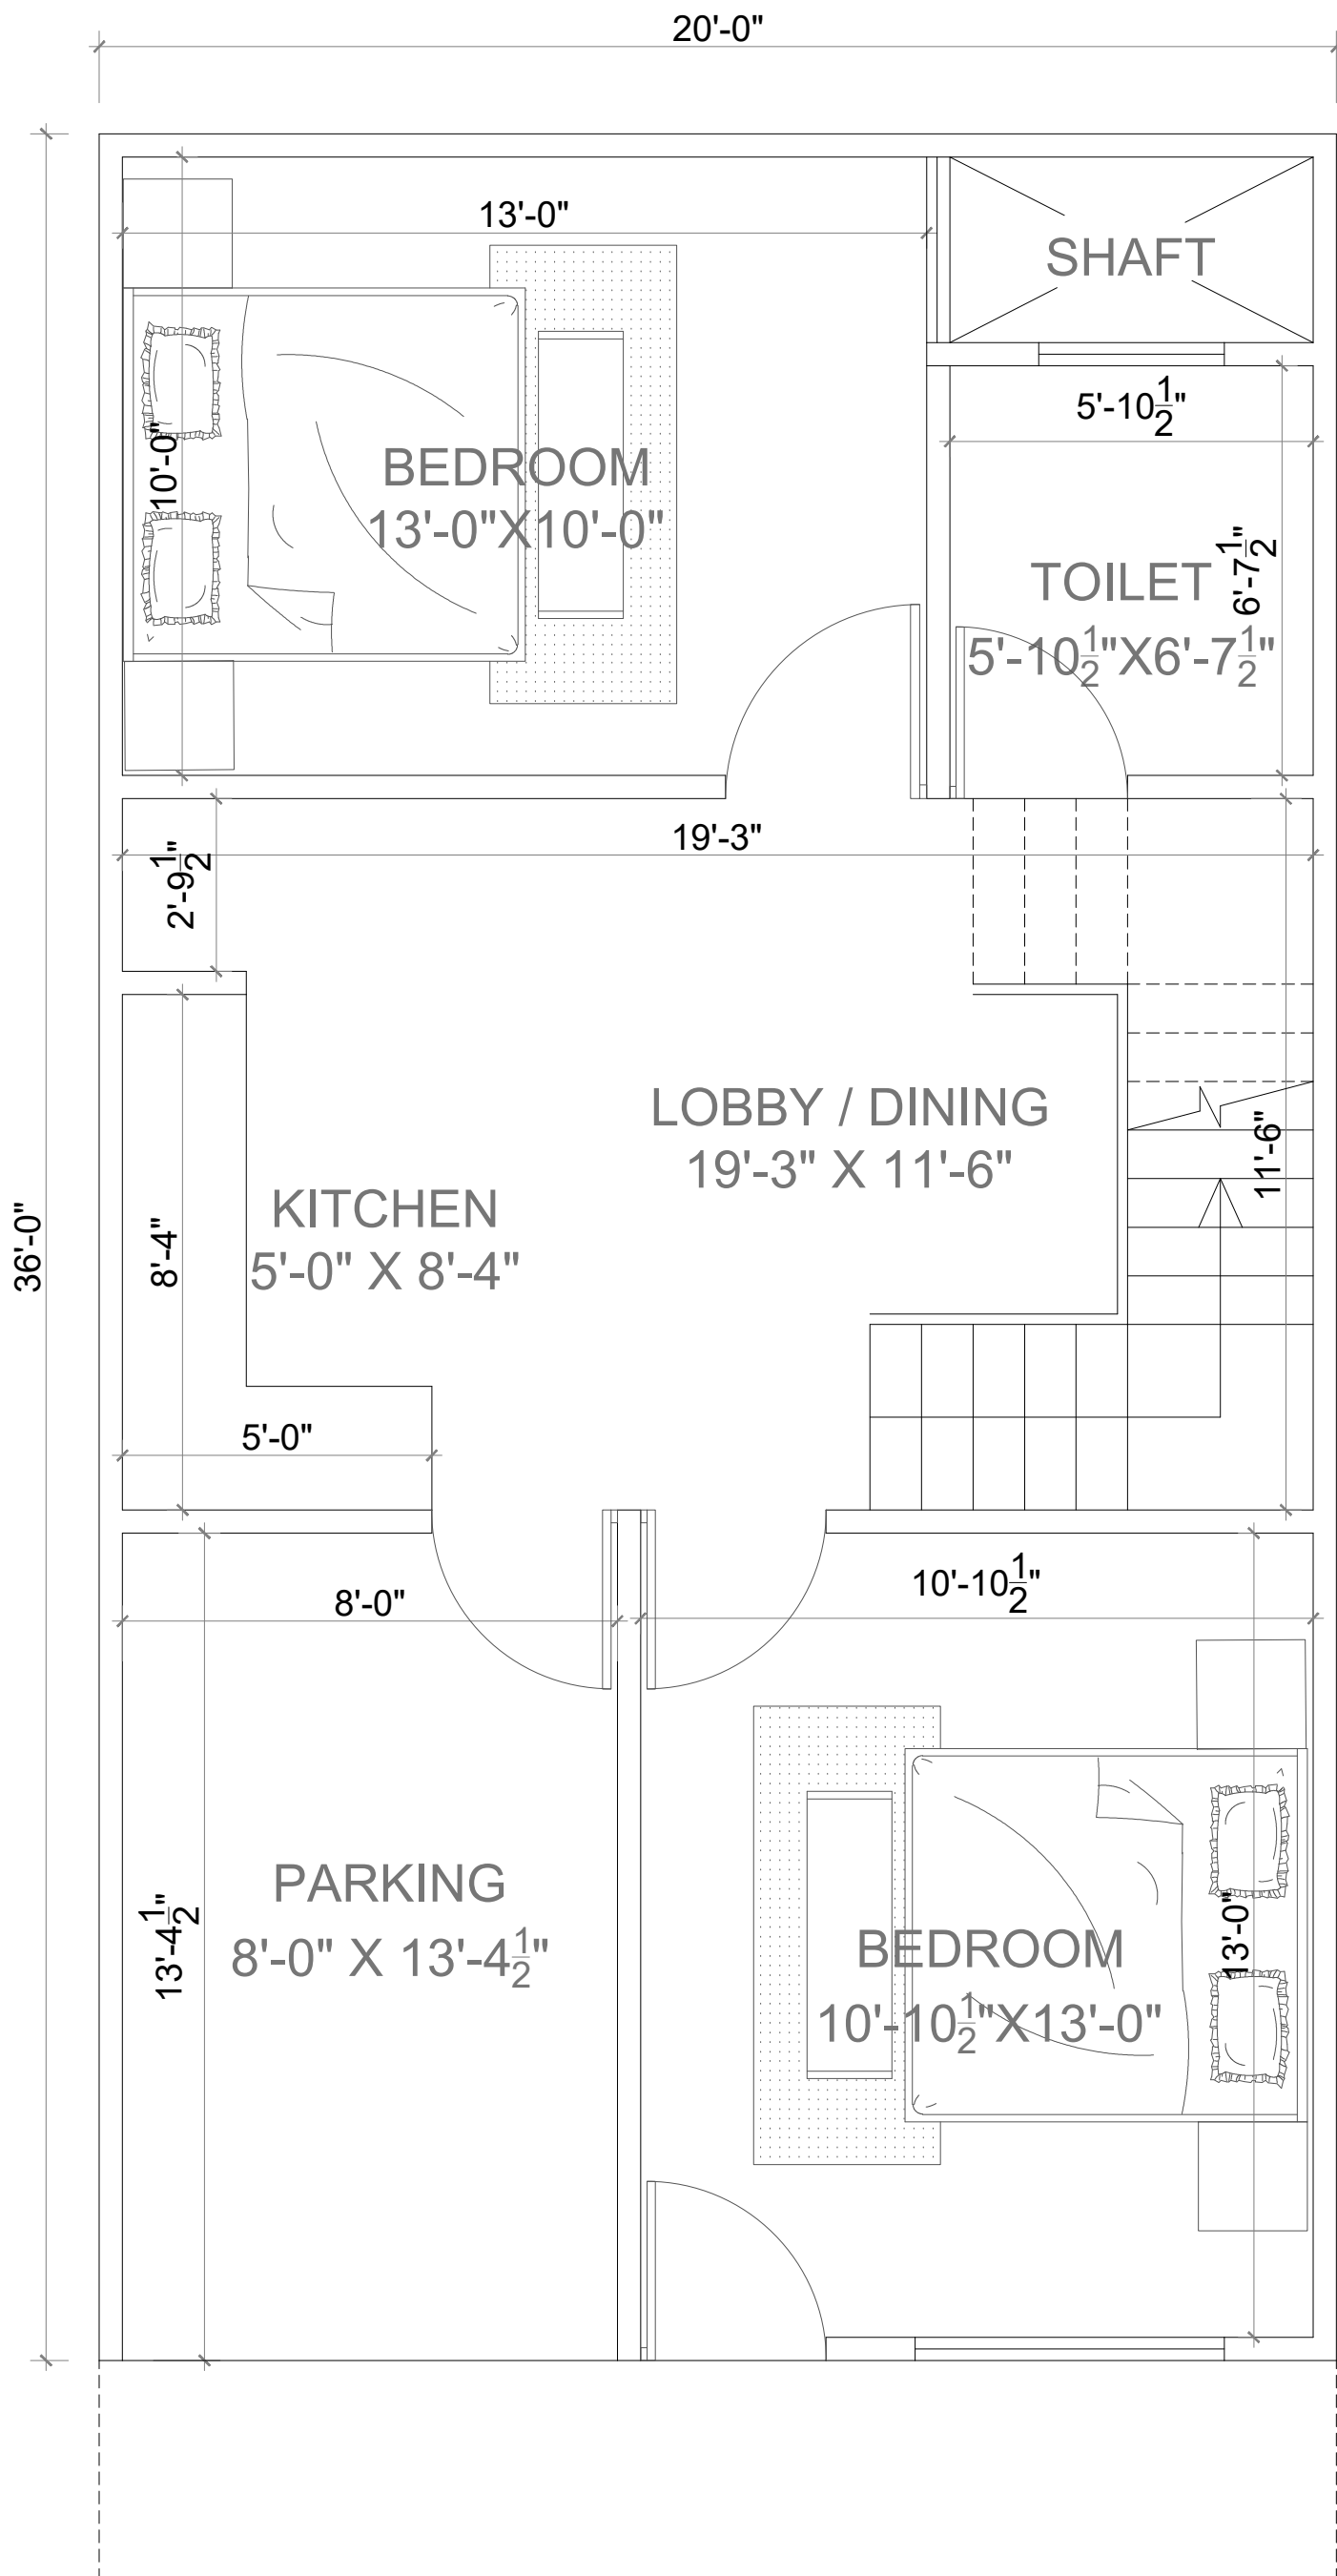 20'-0"
13'-0"
SHAFT
5'-10½"
10'-0"
BEDROOM
13'-0"X10'-0"
6'-7½"
TOILET
5'-10½"X6'-7½"
19'-3"
2'-9½"
LOBBY / DINING
19'-3" X 11'-6"
11'-6"
KITCHEN
5'-0" X 8'-4"
8'-4"
36'-0"
5'-0"
10'-10½"
8'-0"
PARKING
8'-0" X 13'-4½"
13'-4½"
BEDROOM
10'-10½"X13'-0"
13'-0"